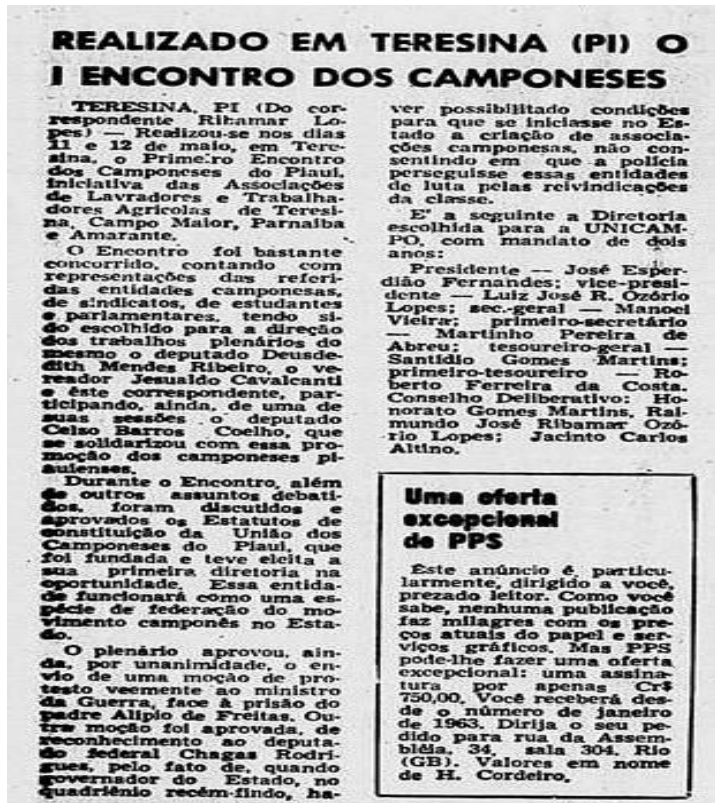 REALIZADO EM TERESINA (PI) O
I ENCONTRO DOS CAMPONESES
TERESINA, PI (Do cor-
respondente Ribamar Lo-
pes) — Realizou-se nos dias
11 e 12 de maio, em Tere-
sina, o Primeiro Encontro
dos Camponeses do Piauí,
iniciativa das Associações
de Lavradores e Trabalha-
dores Agrícolas de Teresi-
na, Campo Maior, Parnaíba
e Amarante.
O Encontro foi bastante
concorrido, contando com
representações das referi-
das entidades camponesas,
de sindicatos, de estudantes
e parlamentares, tendo si-
do escolhido para a direção
dos trabalhos plenários do
mesmo o deputado Deusde-
dith Mendes Ribeiro, o ve-
reador Jesualdo Cavalcanti
e êste correspondente, par-
ticipando, ainda, de uma de
suas sessões o deputado
Celso Barros Coelho, que
se solidarizou com essa pro-
moção dos camponeses pi-
auienses.
Durante o Encontro, além
de outros assuntos debati-
dos, foram discutidos e
aprovados os Estatutos de
constituição da União dos
Camponeses do Piauí, que
foi fundada e teve eleita a
sua primeira diretoria na
oportunidade. Essa entida-
de funcionará como uma es-
pécie de federação do mo-
vimento camponês no Esta-
do.
O plenário aprovou, ain-
da, por unanimidade, o en-
vio de uma moção de pro-
testo veemente ao ministro
da Guerra, face à prisão do
padre Alípio de Freitas. Ou-
tra moção foi aprovada, de
reconhecimento ao deputa-
do federal Chagas Rodri-
gues, pelo fato de, quando
governador do Estado, no
quadriênio recém-findo, ha-
ver possibilitado condições
para que se iniciasse no Es-
tado a criação de associa-
ções camponesas, não con-
sentindo em que a polícia
perseguisse essas entidades
de luta pelas reivindicações
da classe.
E' a seguinte a Diretoria
escolhida para a UNICAM-
PO, com mandato de dois
anos:
Presidente — José Esper-
dião Fernandes; vice-presi-
dente — Luiz José R. Ozório
Lopes; sec.-geral — Manoel
Vieira; primeiro-secretário
— Martinho Pereira de
Abreu; tesoureiro-geral —
Santídio Gomes Martins;
primeiro-tesoureiro — Ro-
berto Ferreira da Costa.
Conselho Deliberativo: Ho-
norato Gomes Martins, Rai-
mundo José Ribamar Ozó-
rio Lopes; Jacinto Carlos
Altino.
Uma oferta
excepcional
de PPS
Êste anúncio é, particu-
larmente, dirigido a você,
prezado leitor. Como você
sabe, nenhuma publicação
faz milagres com os pre-
ços atuais do papel e ser-
viços gráficos. Mas PPS
pode-lhe fazer uma oferta
excepcional: uma assina-
tura por apenas Cr$
750,00. Você receberá des-
de o número de janeiro
de 1963. Dirija o seu pe-
dido para rua da Assem-
bléia, 34, sala 304, Rio
(GB). Valores em nome
de H. Cordeiro.